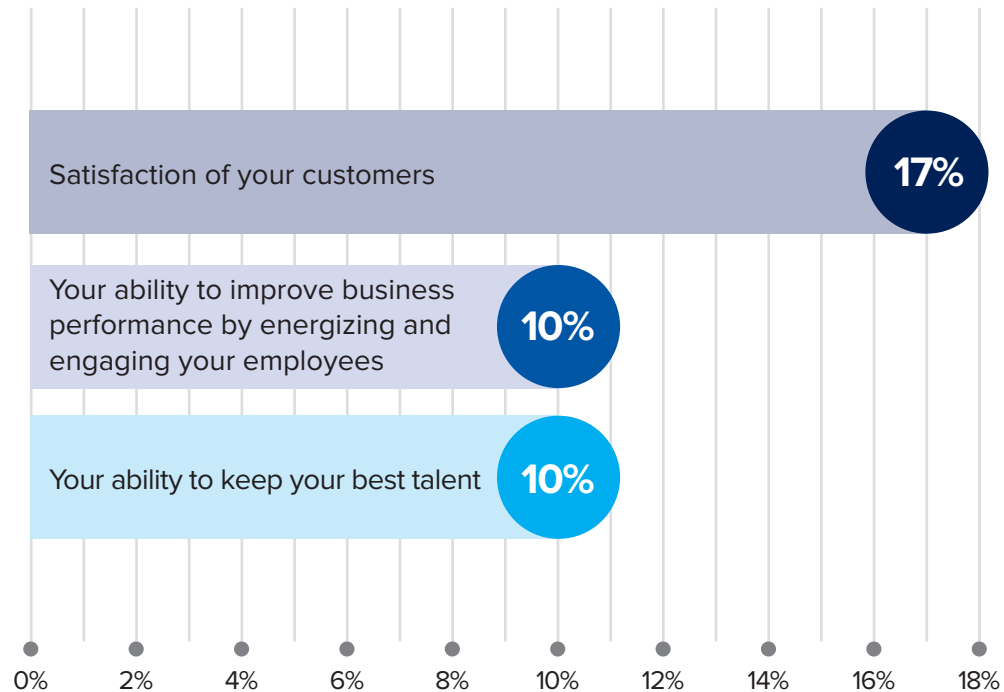 Satisfaction of your customers
17%
Your ability to improve business
performance by energizing and
engaging your employees
10%
Your ability to keep your best talent
10%
0% 2% 4% 6% 8% 10% 12% 14% 16% 18%